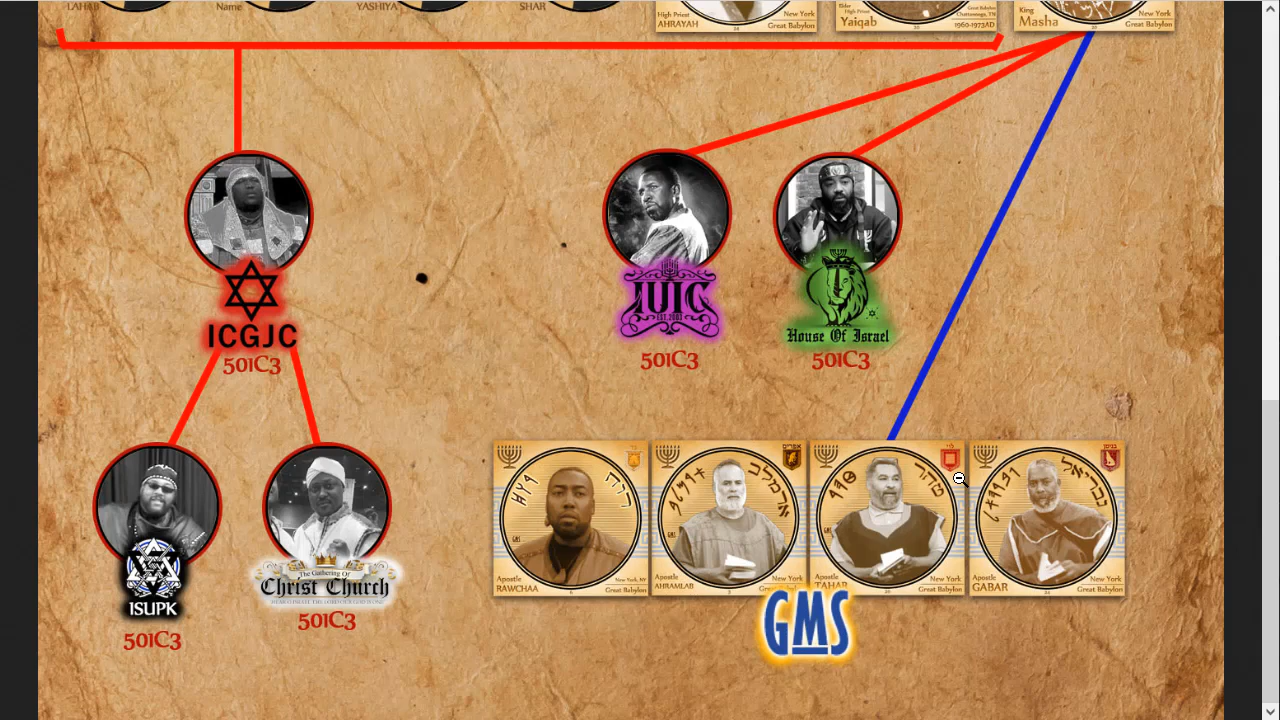 LAHAB
Name
YASHIYA
SHAR
High Priest
AHRAYAH
New York
Great Babylon
Elder
High Priest
Yaiqab
Great Babylon
Chattanooga, TN
1960-1973AD
King
Masha
New York
Great Babylon
ICGJC
501C3
IUIC
EST. 2003
501C3
House Of Israel
501C3
ISUPK
501C3
The Gathering Of
Christ Church
501C3
Apostle
RAWCHAA
New York, NY
Great Babylon
Apostle
AHRAMLAB
New York
Apostle
TAHAR
New York
Great Babylon
Apostle
GABAR
New York
Great Babylon
GMS